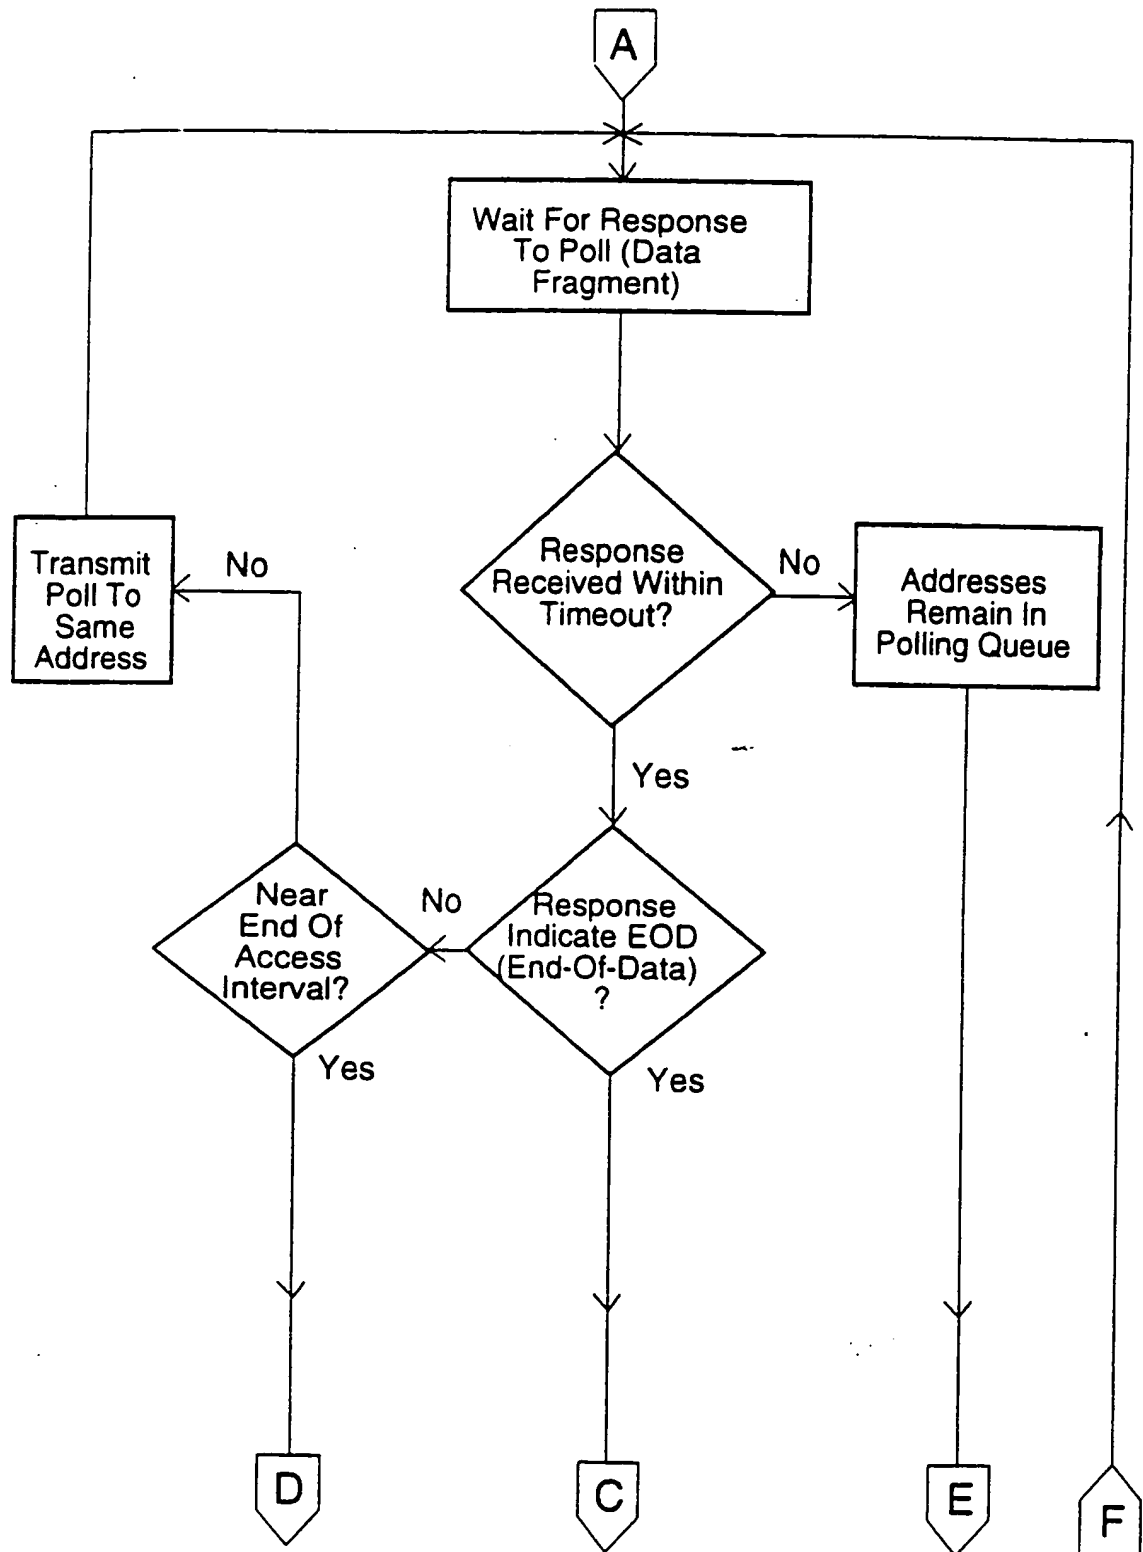 A
Wait For Response
To Poll (Data
Fragment)
Transmit
Poll To
Same
Address
No
Response
Received Within
Timeout?
No
Addresses
Remain In
Polling Queue
Yes
Near
End Of
Access
Interval?
No
Response
Indicate EOD
(End-Of-Data)
?
Yes
Yes
D
C
E
F